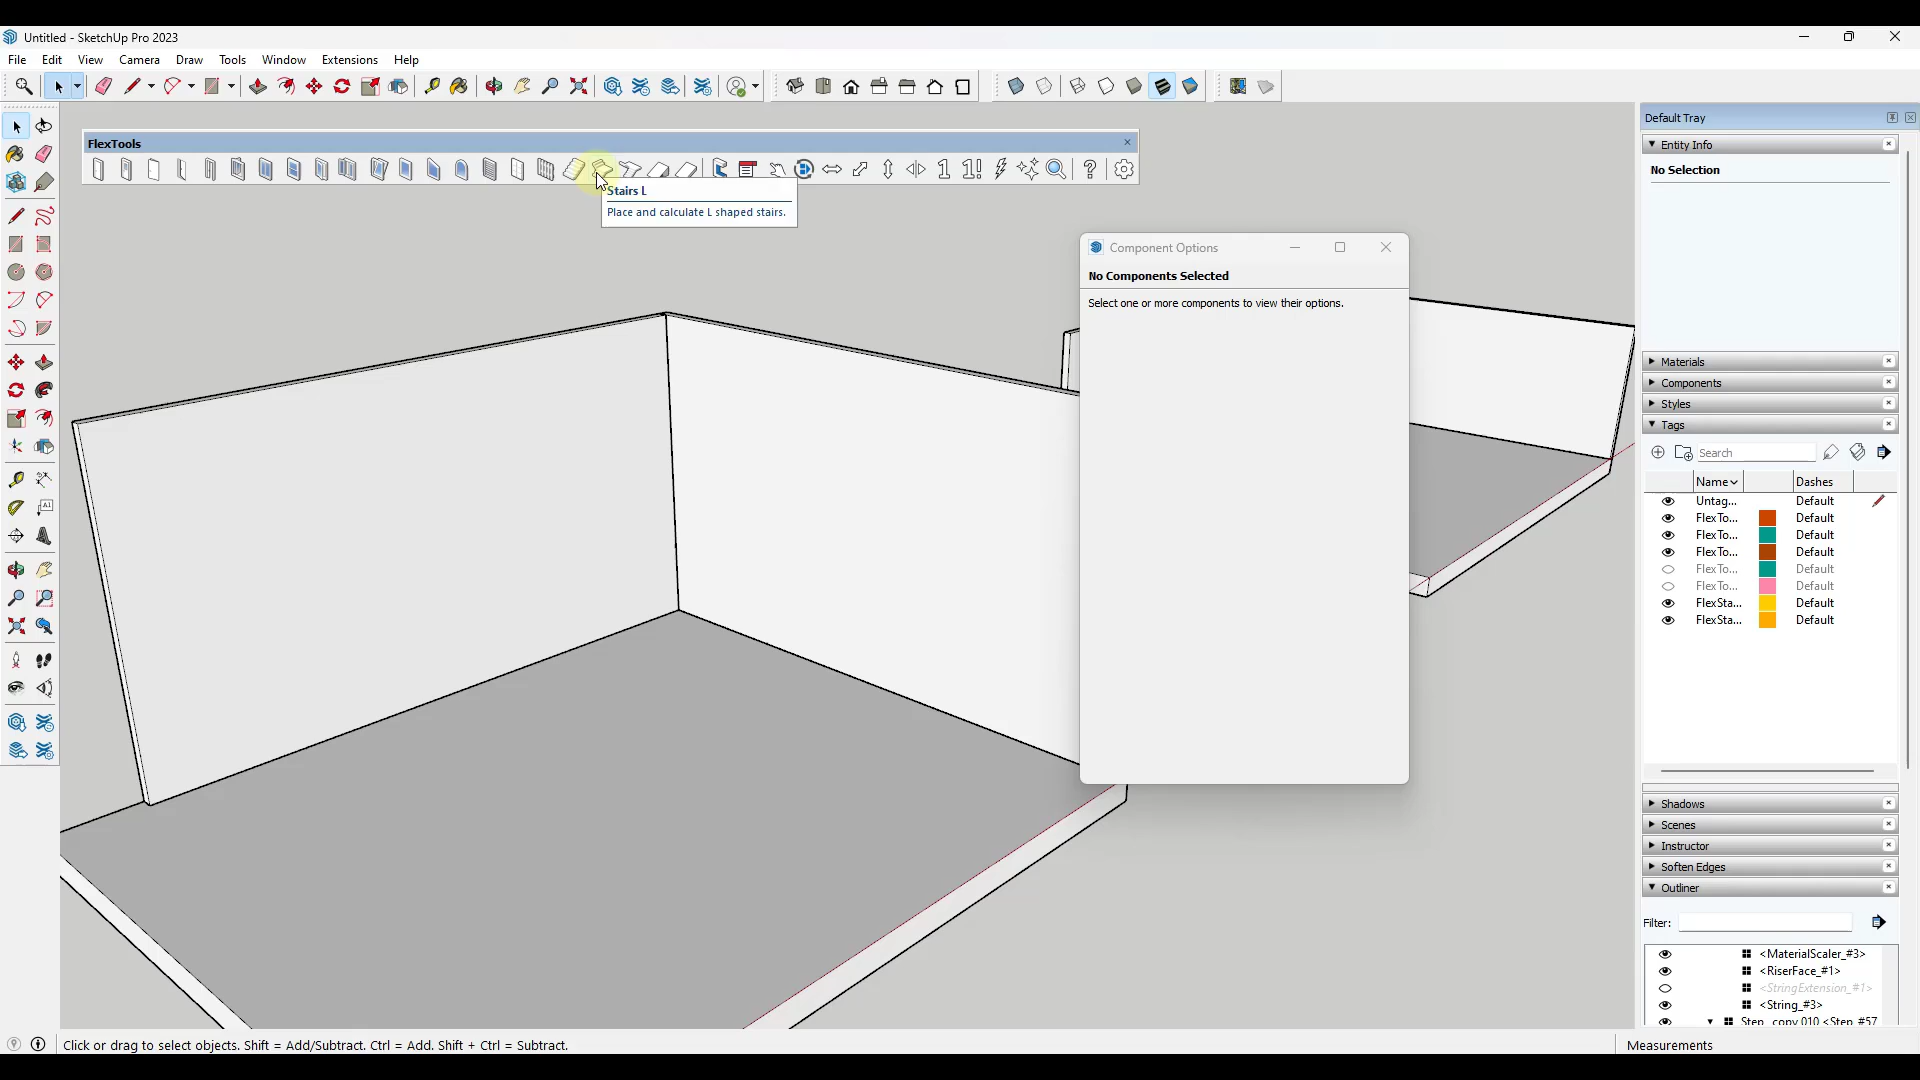 Untitled - SketchUp Pro 2023
File Edit View Camera Draw Tools Window Extensions Help
FlexTools
Stairs L
Place and calculate L shaped stairs.
Component Options
No Components Selected
Select one or more components to view their options.
Default Tray
Entity Info
No Selection
Materials
Components
Styles
Tags
Search
Name Dashes
Untag... Default
FlexTo... Default
FlexTo... Default
FlexTo... Default
FlexTo... Default
FlexTo... Default
FlexSta... Default
FlexSta... Default
Shadows
Scenes
Instructor
Soften Edges
Outliner
Filter:
<MaterialScaler_#3>
<RiserFace_#1>
<StringExtension_#1>
<String_#3>
Step_copy 010 <Step_#57
Click or drag to select objects. Shift = Add/Subtract. Ctrl = Add. Shift + Ctrl = Subtract.
Measurements